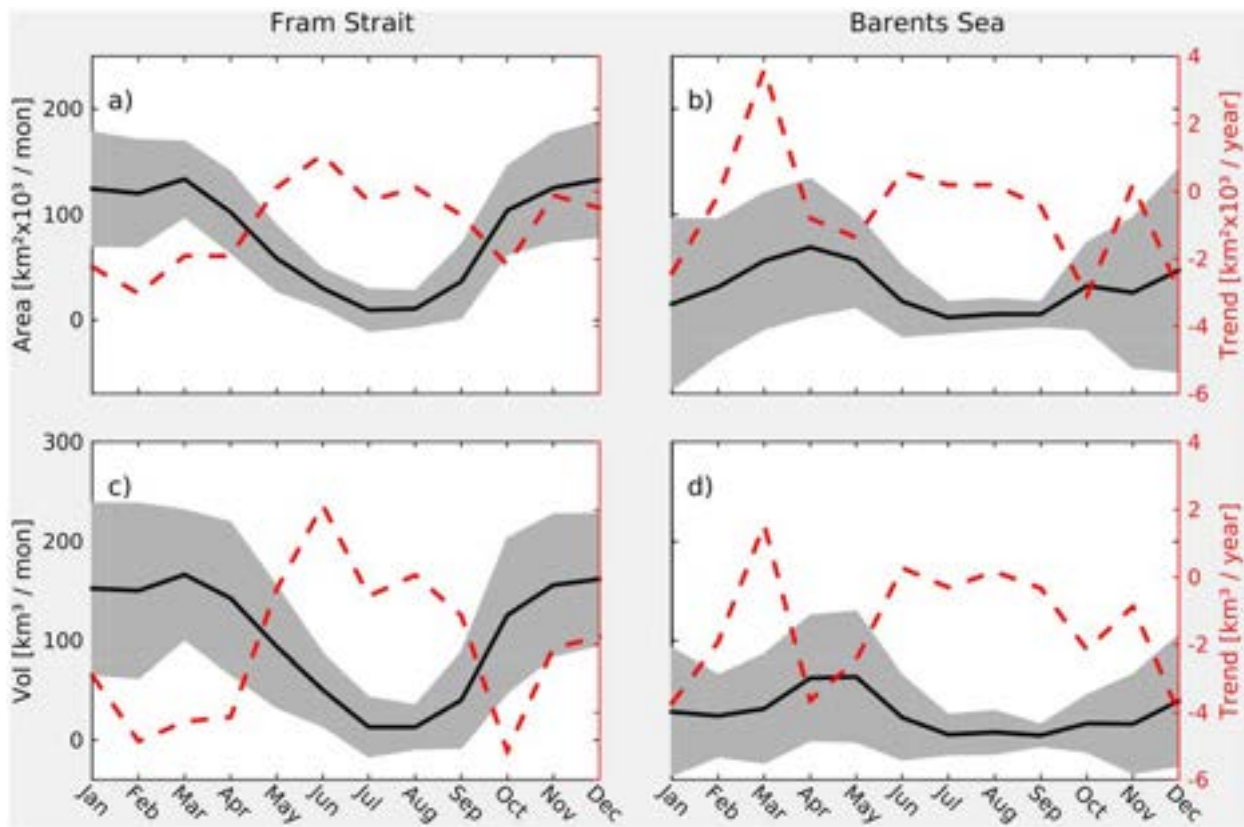 Fram Strait
Barents Sea
a)
Area [km²x10³ / mon]
200
100
0
b)
4
2
0
-2
-4
-6
Trend [km²x10³ / year]
c)
Vol [km³ / mon]
300
200
100
0
Jan Feb Mar Apr May Jun Jul Aug Sep Oct Nov Dec
d)
4
2
0
-2
-4
-6
Trend [km³ / year]
Jan Feb Mar Apr May Jun Jul Aug Sep Oct Nov Dec